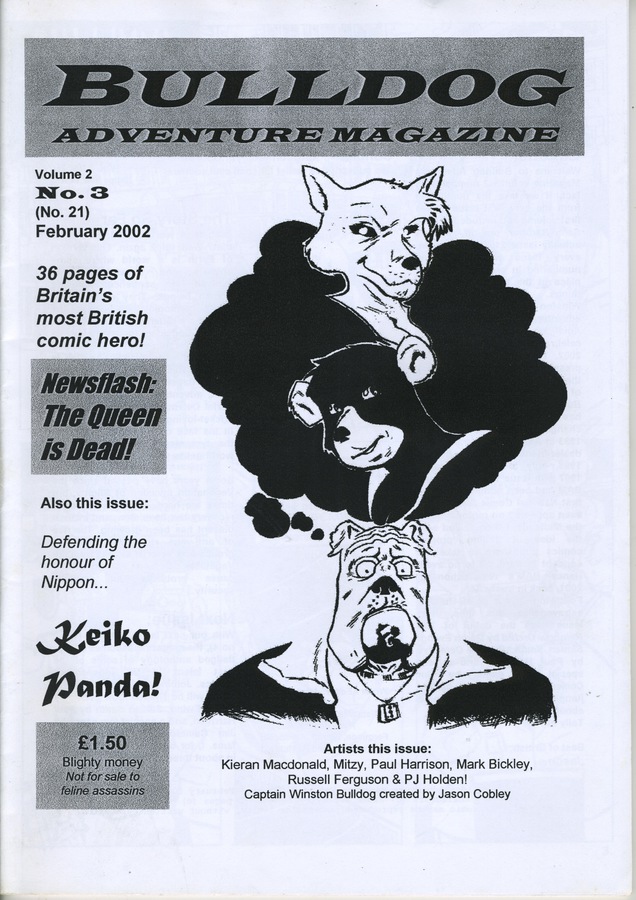 BULLDOG
ADVENTURE MAGAZINE
Volume 2
No. 3
(No. 21)
February 2002
36 pages of
Britain's
most British
comic hero!
Newsflash:
The Queen
is Dead!
Also this issue:
Defending the
honour of
Nippon...
Keiko
Panda!
£1.50
Blighty money
Not for sale to
feline assassins
Artists this issue:
Kieran Macdonald, Mitzy, Paul Harrison, Mark Bickley,
Russell Ferguson & PJ Holden!
Captain Winston Bulldog created by Jason Cobley